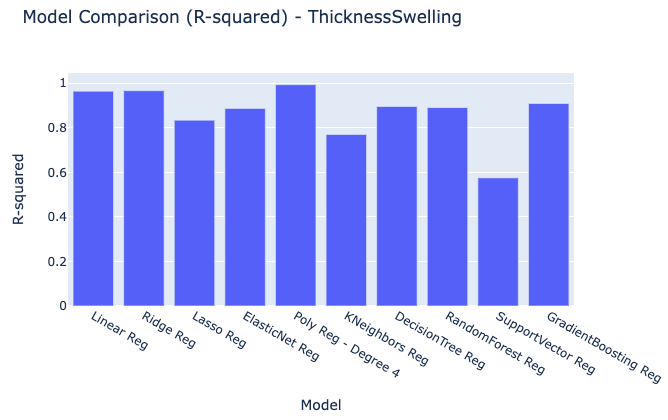 Model Comparison (R-squared) - ThicknessSwelling
R-squared
1
0.8
0.6
0.4
0.2
0
Linear Reg
Ridge Reg
Lasso Reg
ElasticNet Reg
Poly Reg - Degree 4
KNeighbors Reg
DecisionTree Reg
RandomForest Reg
SupportVector Reg
GradientBoosting Reg
Model